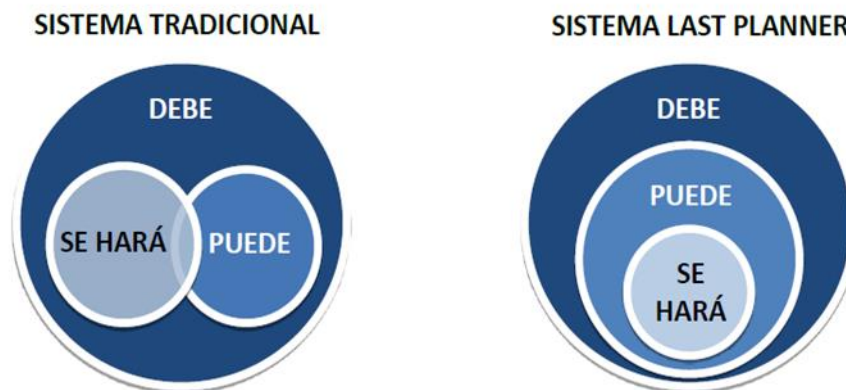 SISTEMA TRADICIONAL
DEBE
SE HARÁ
PUEDE
SISTEMA LAST PLANNER
DEBE
PUEDE
SE
HARÁ